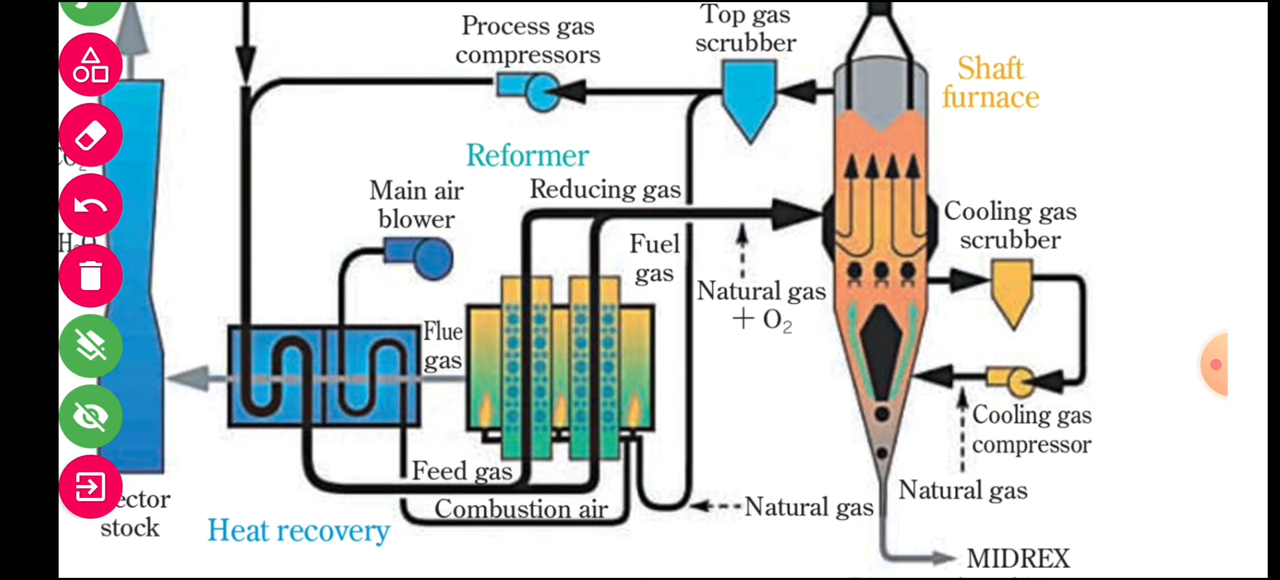 Process gas
compressors
Top gas
scrubber
Shaft
furnace
Reformer
Reducing gas
Main air
blower
Fuel
gas
Natural gas
+ O₂
Cooling gas
scrubber
Flue
gas
Cooling gas
compressor
Feed gas
Combustion air
Natural gas
Natural gas
ector
stock
Heat recovery
MIDREX